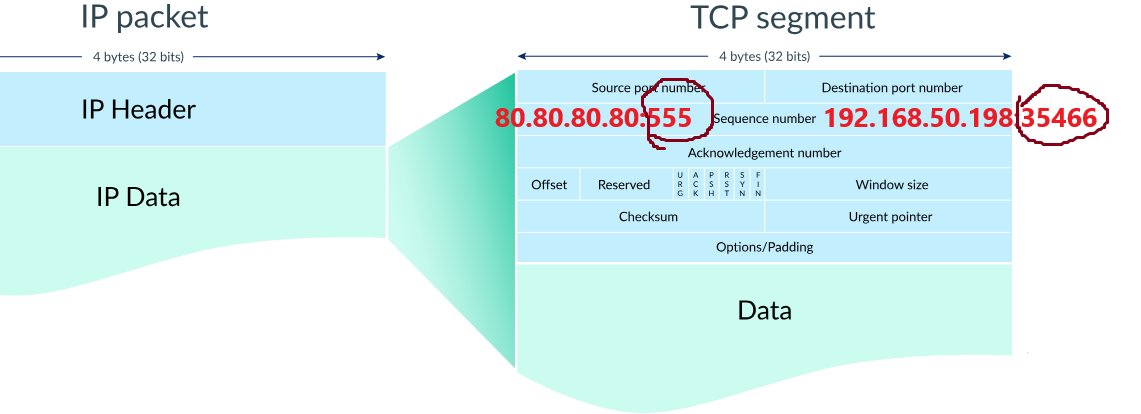 IP packet
TCP segment
4 bytes (32 bits)
4 bytes (32 bits)
IP Header
IP Data
Source port number
Destination port number
80.80.80.80:555
Sequence number
192.168.50.198:35466
Acknowledgement number
Offset
Reserved
URG
ACK
PSH
RST
SYN
FIN
Window size
Checksum
Urgent pointer
Options/Padding
Data